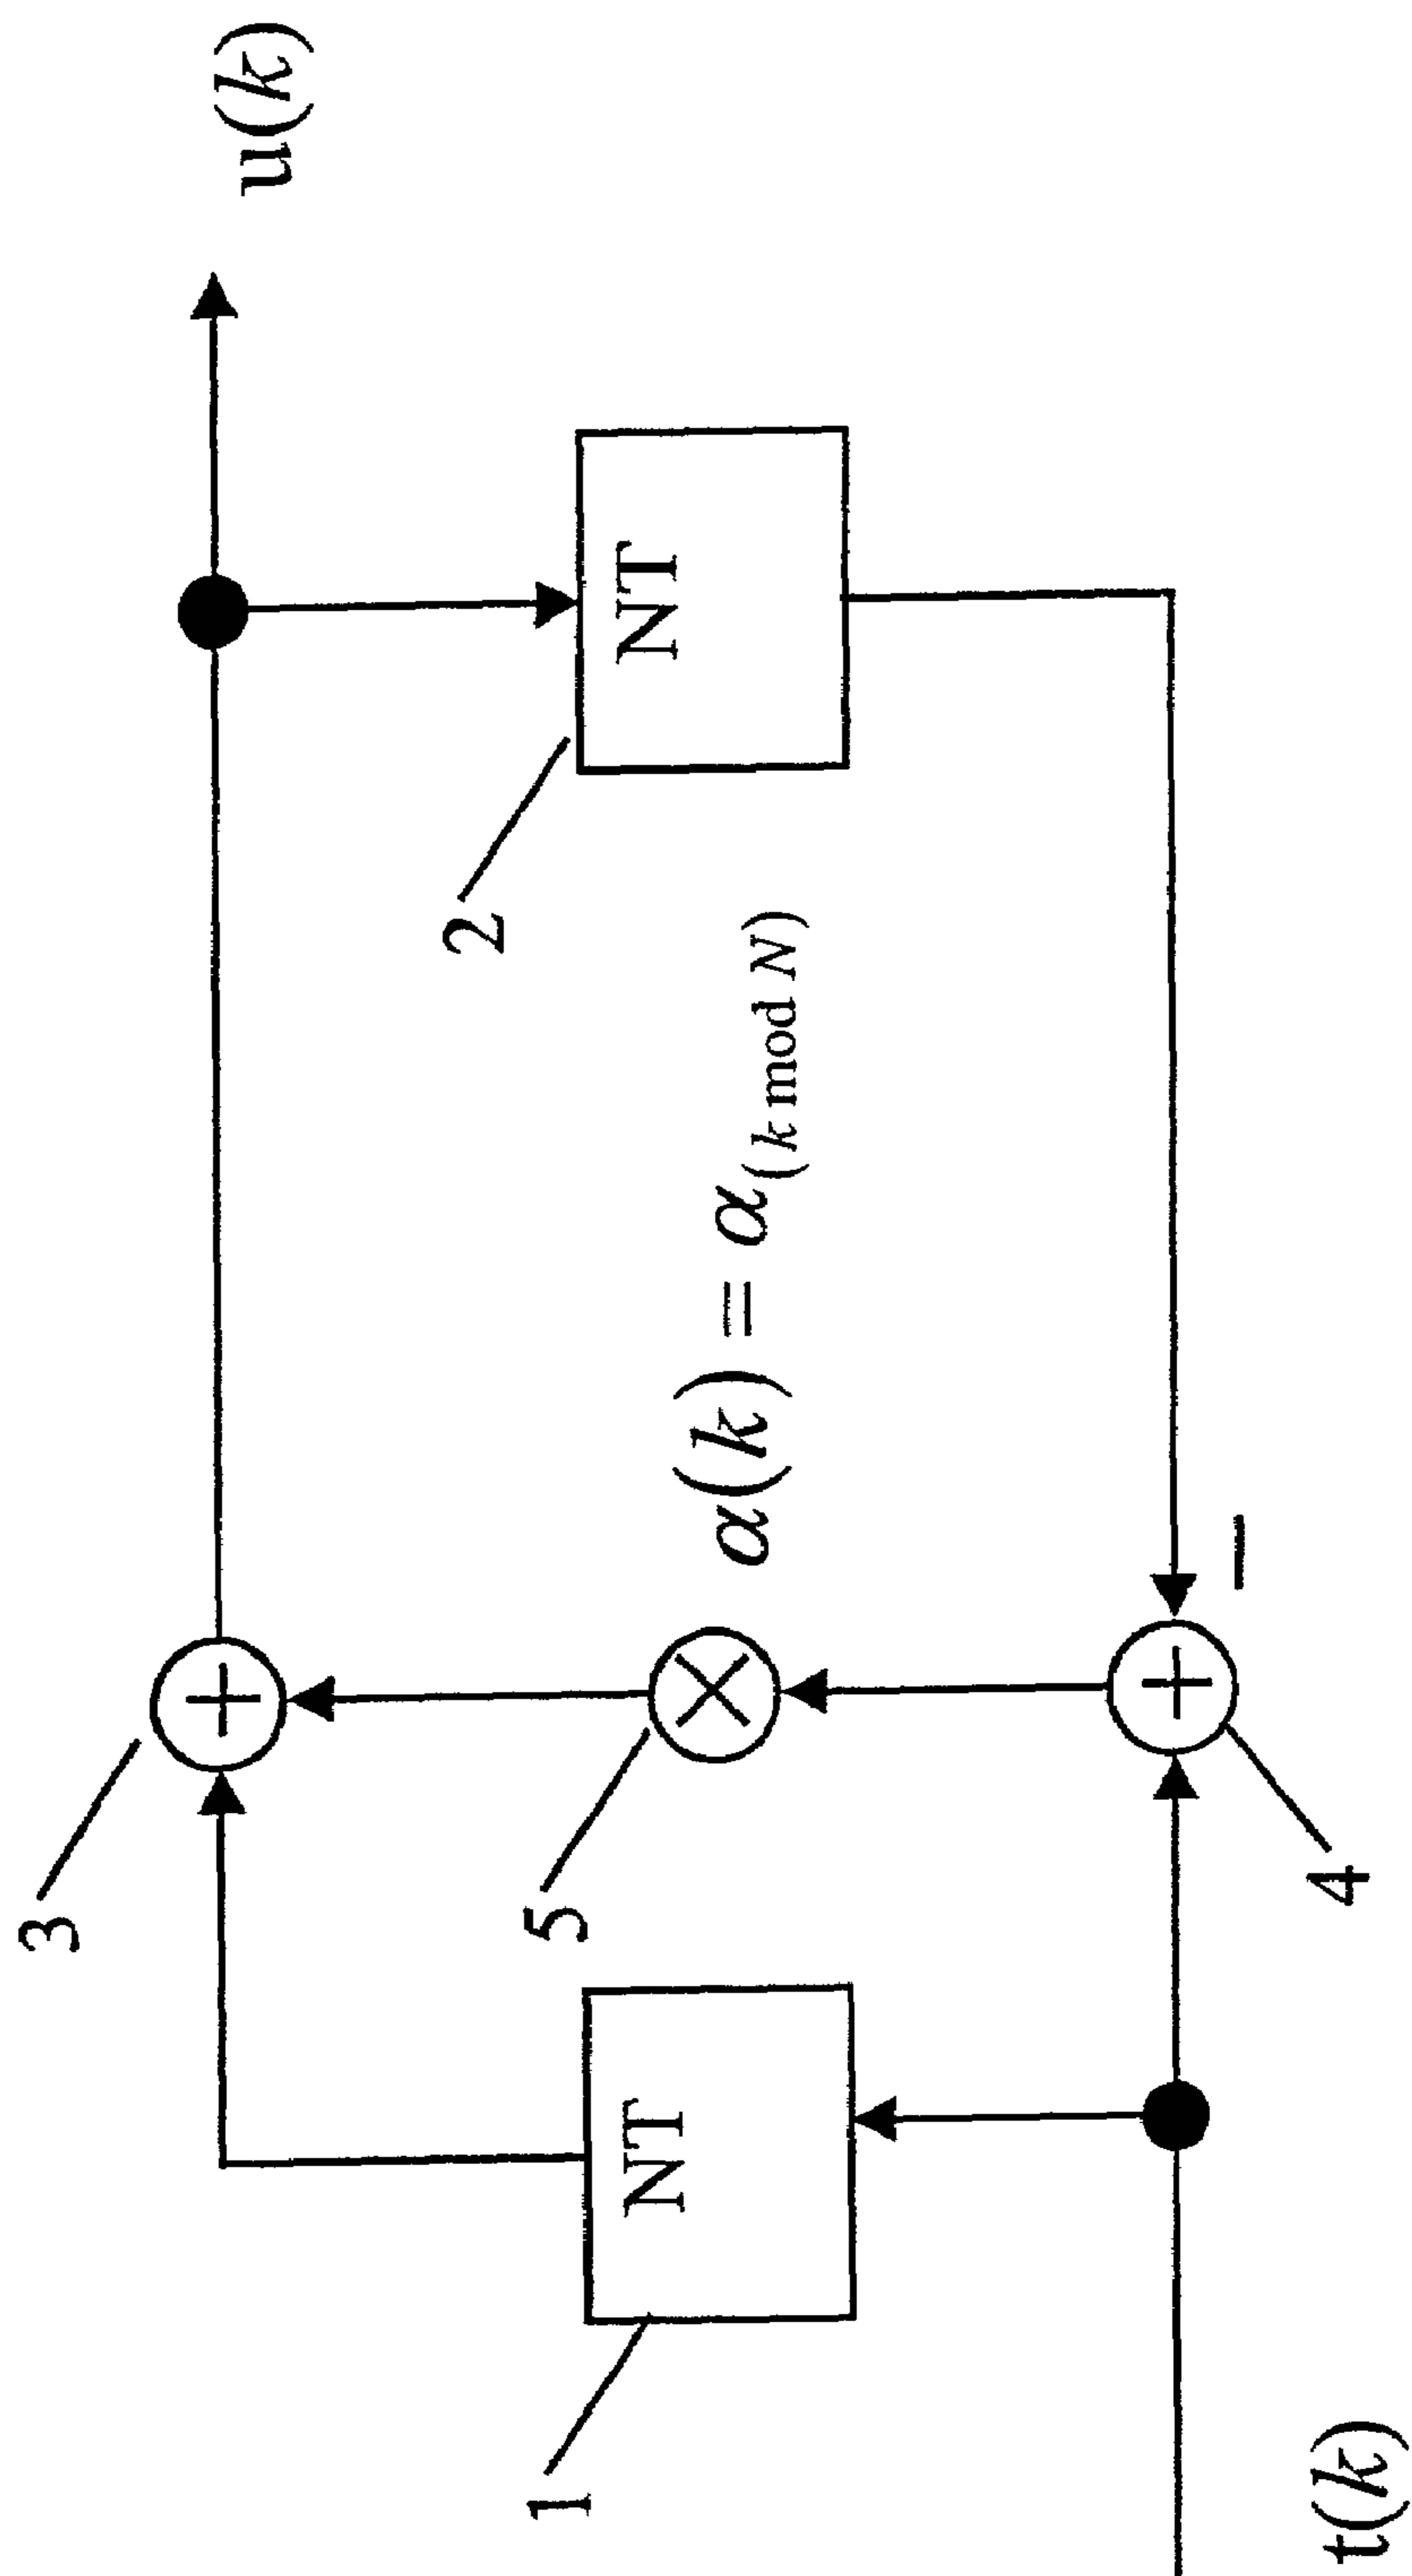 u(k)
3
2
NT
5
α(k) = α(k mod N)
1
NT
4
t(k)